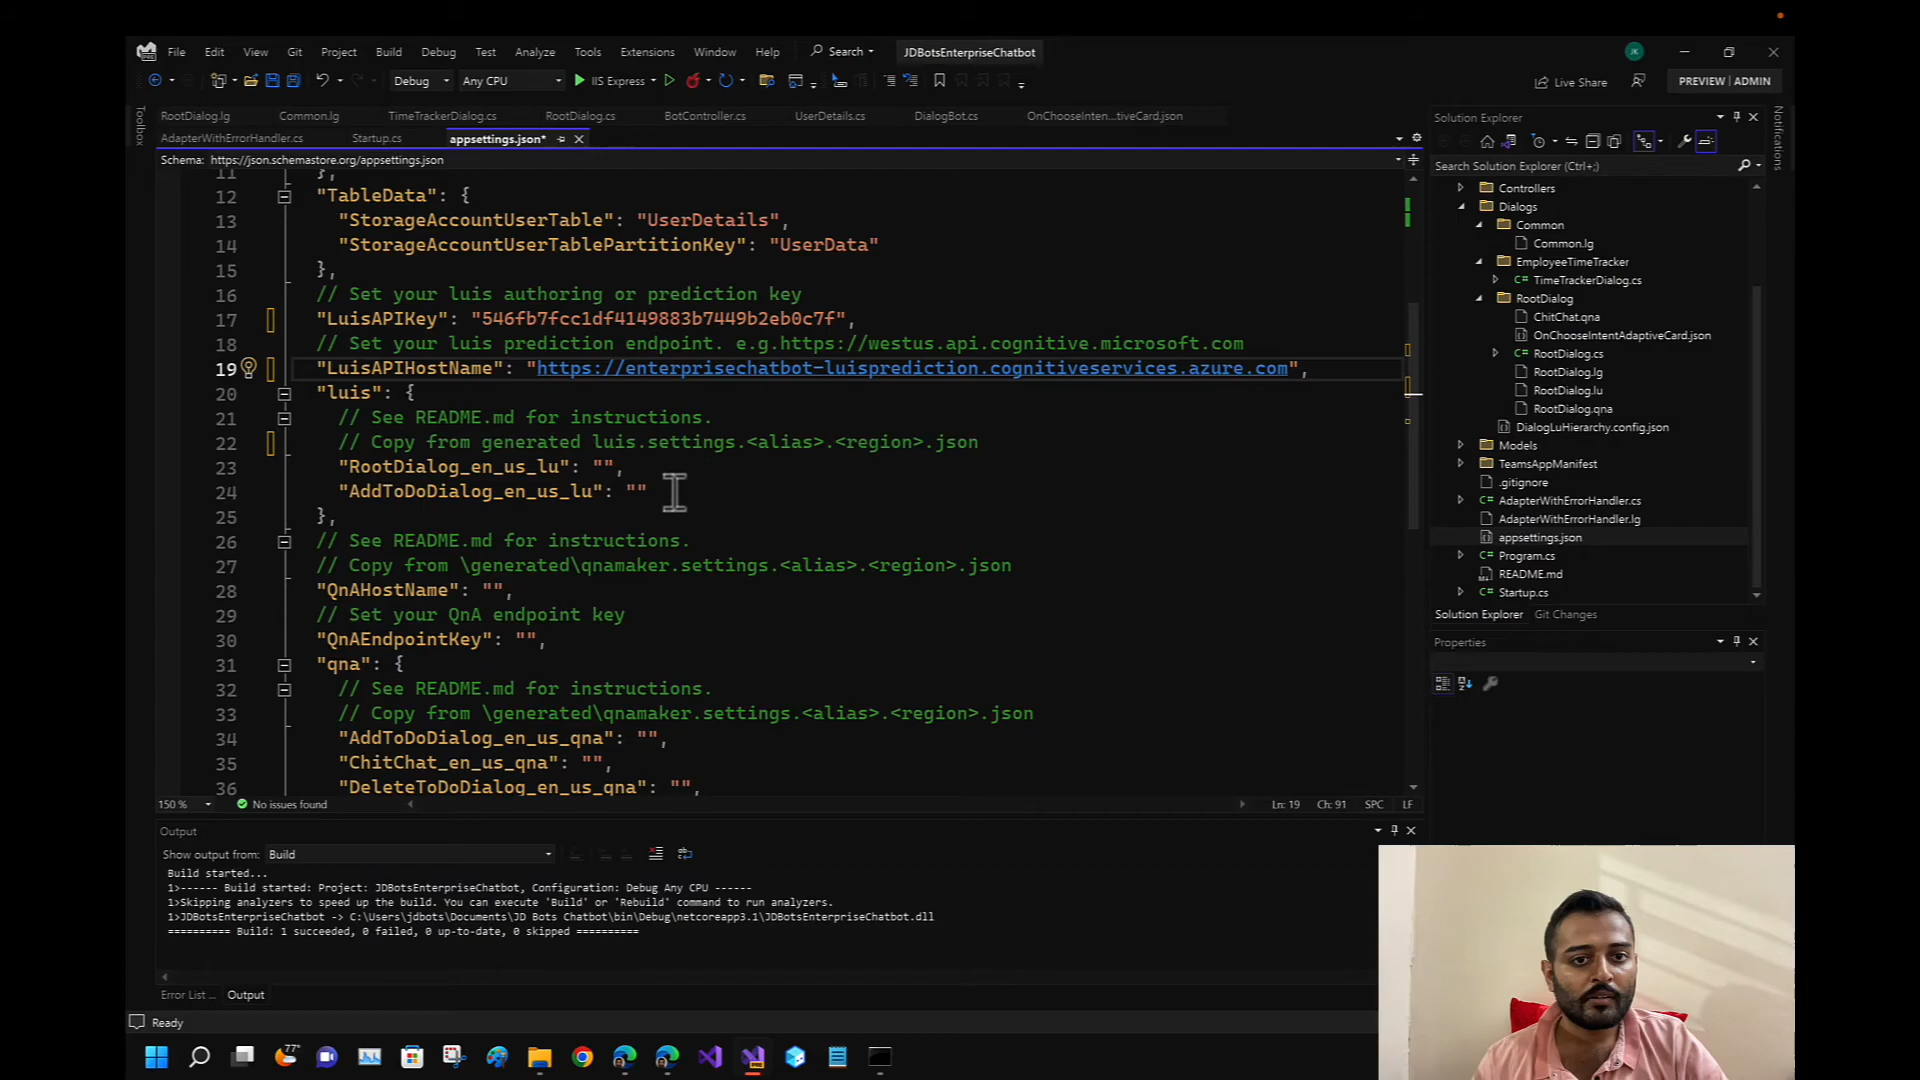 File Edit View Git Project Build Debug Test Analyze Tools Extensions Window Help Search JDBotsEnterpriseChatbot JK
Debug Any CPU IIS Express Live Share PREVIEW | ADMIN
Toolbox
RootDialog.lg Common.lg TimeTrackerDialog.cs RootDialog.cs BotController.cs UserDetails.cs DialogBot.cs OnChooseInten...tiveCard.json
AdapterWithErrorHandler.cs Startup.cs appsettings.json*
Schema: https://json.schemastore.org/appsettings.json
11 },
12 "TableData": {
13 "StorageAccountUserTable": "UserDetails",
14 "StorageAccountUserTablePartitionKey": "UserData"
15 },
16 // Set your luis authoring or prediction key
17 "LuisAPIKey": "546fb7fcc1df4149883b7449b2eb0c7f",
18 // Set your luis prediction endpoint. e.g.https://westus.api.cognitive.microsoft.com
19 "LuisAPIHostName": "https://enterprisechatbot-luisprediction.cognitiveservices.azure.com",
20 "luis": {
21 // See README.md for instructions.
22 // Copy from generated luis.settings.<alias>.<region>.json
23 "RootDialog_en_us_lu": "",
24 "AddToDoDialog_en_us_lu": ""
25 },
26 // See README.md for instructions.
27 // Copy from \generated\qnamaker.settings.<alias>.<region>.json
28 "QnAHostName": "",
29 // Set your QnA endpoint key
30 "QnAEndpointKey": "",
31 "qna": {
32 // See README.md for instructions.
33 // Copy from \generated\qnamaker.settings.<alias>.<region>.json
34 "AddToDoDialog_en_us_qna": "",
35 "ChitChat_en_us_qna": "",
36 "DeleteToDoDialog_en_us_qna": "",
150 % No issues found Ln: 19 Ch: 91 SPC LF
Output
Show output from: Build
Build started...
1>------ Build started: Project: JDBotsEnterpriseChatbot, Configuration: Debug Any CPU ------
1>Skipping analyzers to speed up the build. You can execute 'Build' or 'Rebuild' command to run analyzers.
1>JDBotsEnterpriseChatbot -> C:\Users\jdbots\Documents\JD Bots Chatbot\bin\Debug\netcoreapp3.1\JDBotsEnterpriseChatbot.dll
========== Build: 1 succeeded, 0 failed, 0 up-to-date, 0 skipped ==========
Error List ... Output
Ready
Solution Explorer
Search Solution Explorer (Ctrl+;)
Controllers
Dialogs
Common
Common.lg
EmployeeTimeTracker
C# TimeTrackerDialog.cs
RootDialog
ChitChat.qna
OnChooseIntentAdaptiveCard.json
C# RootDialog.cs
RootDialog.lg
RootDialog.lu
RootDialog.qna
DialogLuHierarchy.config.json
Models
TeamsAppManifest
.gitignore
C# AdapterWithErrorHandler.cs
AdapterWithErrorHandler.lg
appsettings.json
C# Program.cs
README.md
C# Startup.cs
Solution Explorer Git Changes
Properties
Notifications
77°